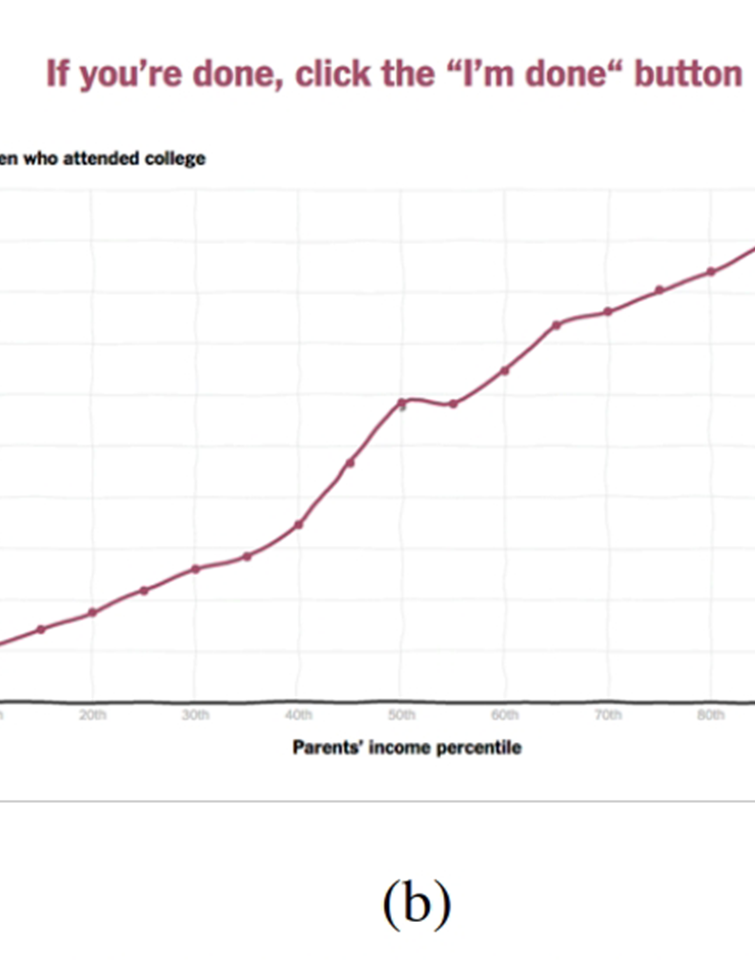 If you're done, click the “I'm done“ button
en who attended college
20th 30th 40th 50th 60th 70th 80th
Parents' income percentile
(b)